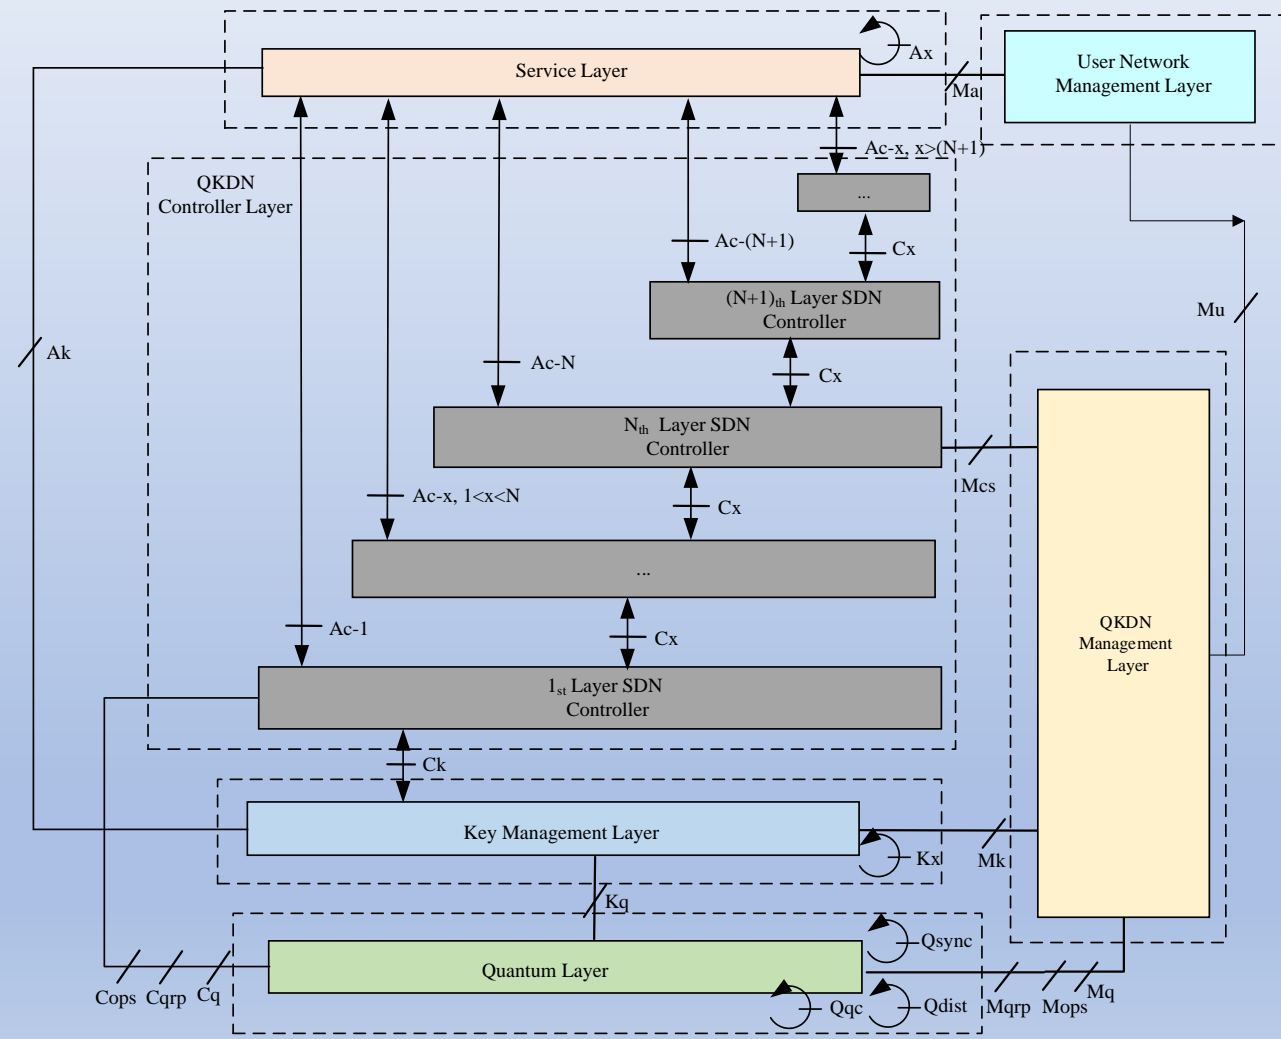 Ax
Service Layer
User Network
Management Layer
Ma
Ac-x, x>(N+1)
QKDN
Controller Layer
...
Ac-(N+1)
Cx
(N+1)th Layer SDN
Controller
Mu
Ak
Ac-N
Cx
Nth Layer SDN
Controller
Mcs
Ac-x, 1<x<N
Cx
...
Ac-1
Cx
QKDN
Management
Layer
1st Layer SDN
Controller
Ck
Key Management Layer
Kx
Mk
Kq
Qsync
Quantum Layer
Cops
Cqrp
Cq
Qqc
Qdist
Mqrp
Mops
Mq